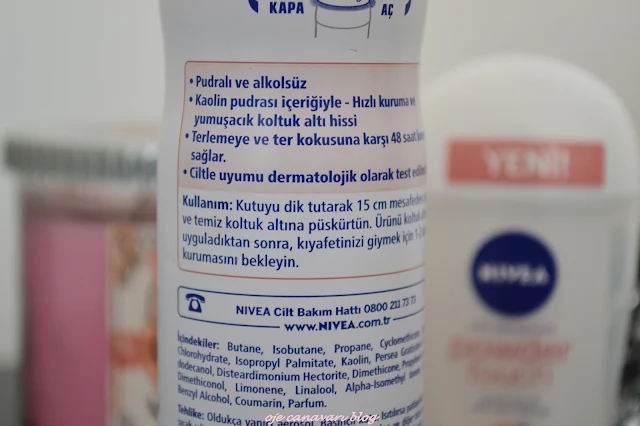 KAPA AÇ
• Pudralı ve alkolsüz
• Kaolin pudrası içeriğiyle - Hızlı kuruma ve
yumuşacık koltuk altı hissi
• Terlemeye ve ter kokusuna karşı 48 saat
sağlar.
• Ciltle uyumu dermatolojik olarak test
Kullanım: Kutuyu dik tutarak 15 cm
ve temiz koltuk altına püskürtün. Ürünü koltuk
uyguladıktan sonra, kıyafetinizi giymek için
kurumasını bekleyin.
NIVEA Cilt Bakım Hattı 0800 211 73 73
www.NIVEA.com.tr
İçindekiler: Butane, Isobutane, Propane,
Chlorohydrate, Isopropyl Palmitate, Kaolin, Persea
dodecanol, Disteardimonium Hectorite, Dimethicone,
Dimethiconol, Limonene, Linalool, Alpha-Isomethyl
Benzyl Alcohol, Coumarin, Parfum.
Tehlike: Oldukça yanıcı aerosol.
YENİ!
NIVEA
powder
touch
oje canavarı blog